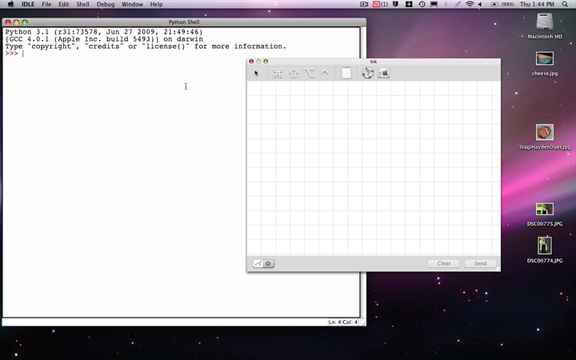 IDLE File Edit Shell Debug Windows Help
(98%) Thu 1:44 PM
Python Shell
Python 3.1 (r31:73578, Jun 27 2009, 21:49:46)
[GCC 4.0.1 (Apple Inc. build 5493)] on darwin
Type "copyright", "credits" or "license()" for more information.
>>>
Ink
Clear Send
Ln: 4 Col: 4
Macintosh HD
cheese.jpg
StagiHaydenDuet.jpg
DSC00775.JPG
DSC00774.JPG